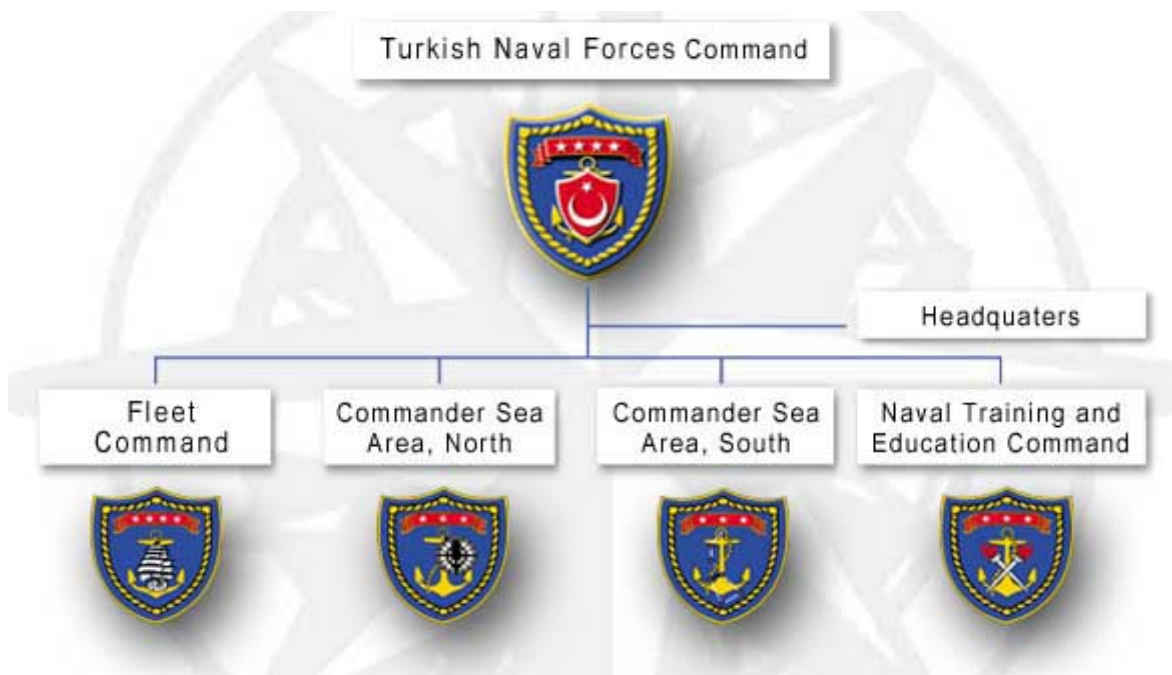 Turkish Naval Forces Command
Headquaters
Fleet
Command
Commander Sea
Area, North
Commander Sea
Area, South
Naval Training and
Education Command